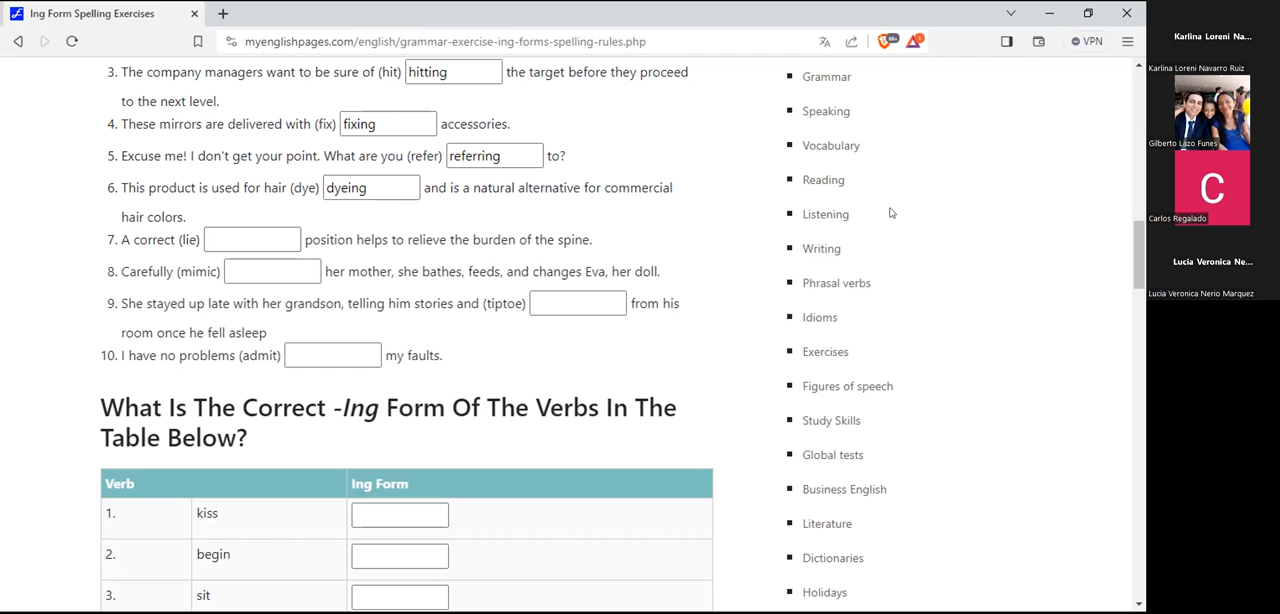 Ing Form Spelling Exercises
myenglishpages.com/english/grammar-exercise-ing-forms-spelling-rules.php
VPN
3. The company managers want to be sure of (hit) hitting the target before they proceed
to the next level.
4. These mirrors are delivered with (fix) fixing accessories.
5. Excuse me! I don't get your point. What are you (refer) referring to?
6. This product is used for hair (dye) dyeing and is a natural alternative for commercial
hair colors.
7. A correct (lie) position helps to relieve the burden of the spine.
8. Carefully (mimic) her mother, she bathes, feeds, and changes Eva, her doll.
9. She stayed up late with her grandson, telling him stories and (tiptoe) from his
room once he fell asleep
10. I have no problems (admit) my faults.
What Is The Correct -Ing Form Of The Verbs In The
Table Below?
Verb Ing Form
1. kiss
2. begin
3. sit
Grammar
Speaking
Vocabulary
Reading
Listening
Writing
Phrasal verbs
Idioms
Exercises
Figures of speech
Study Skills
Global tests
Business English
Literature
Dictionaries
Holidays
Karlina Loreni Na...
Karlina Loreni Navarro Ruiz
Gilberto Lazo Funes
C
Carlos Regalado
Lucia Veronica Ne...
Lucia Veronica Nerio Marquez